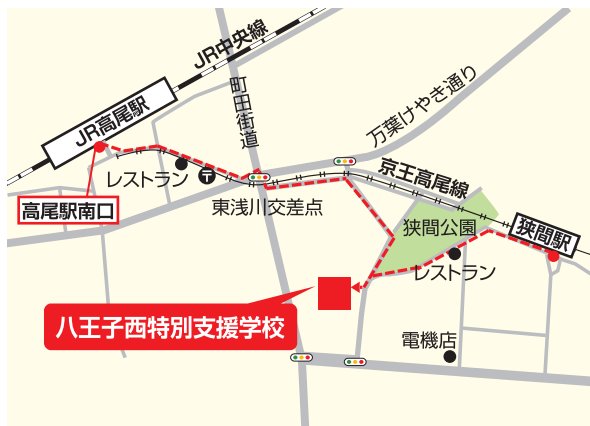 JR中央線
町田街道
JR高尾駅
万葉けやき通り
レストラン
〒
京王高尾線
高尾駅南口
東浅川交差点
狭間公園
狭間駅
レストラン
八王子西特別支援学校
電機店